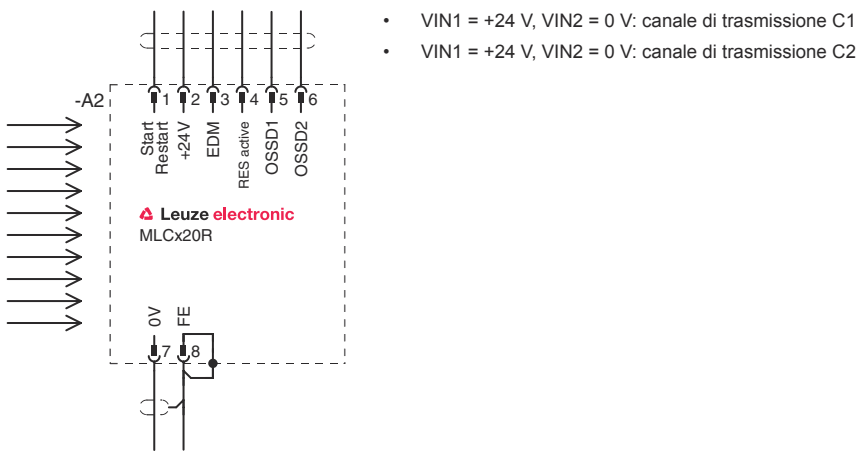 • VIN1 = +24 V, VIN2 = 0 V: canale di trasmissione C1
• VIN1 = +24 V, VIN2 = 0 V: canale di trasmissione C2
-A2
1 2 3 4 5 6
Start
Restart
+24V
EDM
RES active
OSSD1
OSSD2
Leuze electronic
MLCx20R
0V
FE
7 8